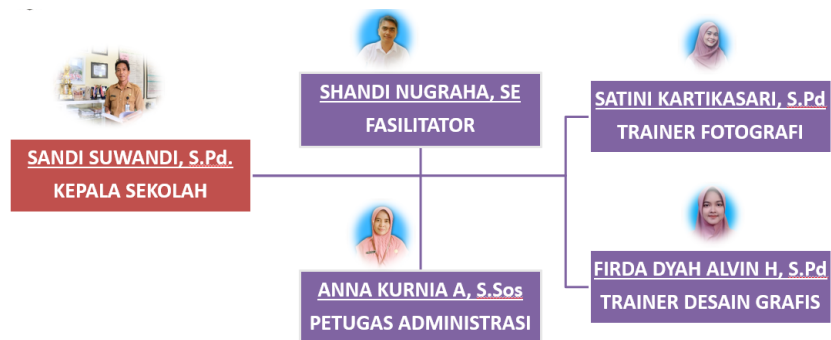 SHANDI NUGRAHA, SE
FASILITATOR
SATINI KARTIKASARI, S.Pd
TRAINER FOTOGRAFI
SANDI SUWANDI, S.Pd.
KEPALA SEKOLAH
ANNA KURNIA A, S.Sos
PETUGAS ADMINISTRASI
FIRDA DYAH ALVIN H, S.Pd
TRAINER DESAIN GRAFIS